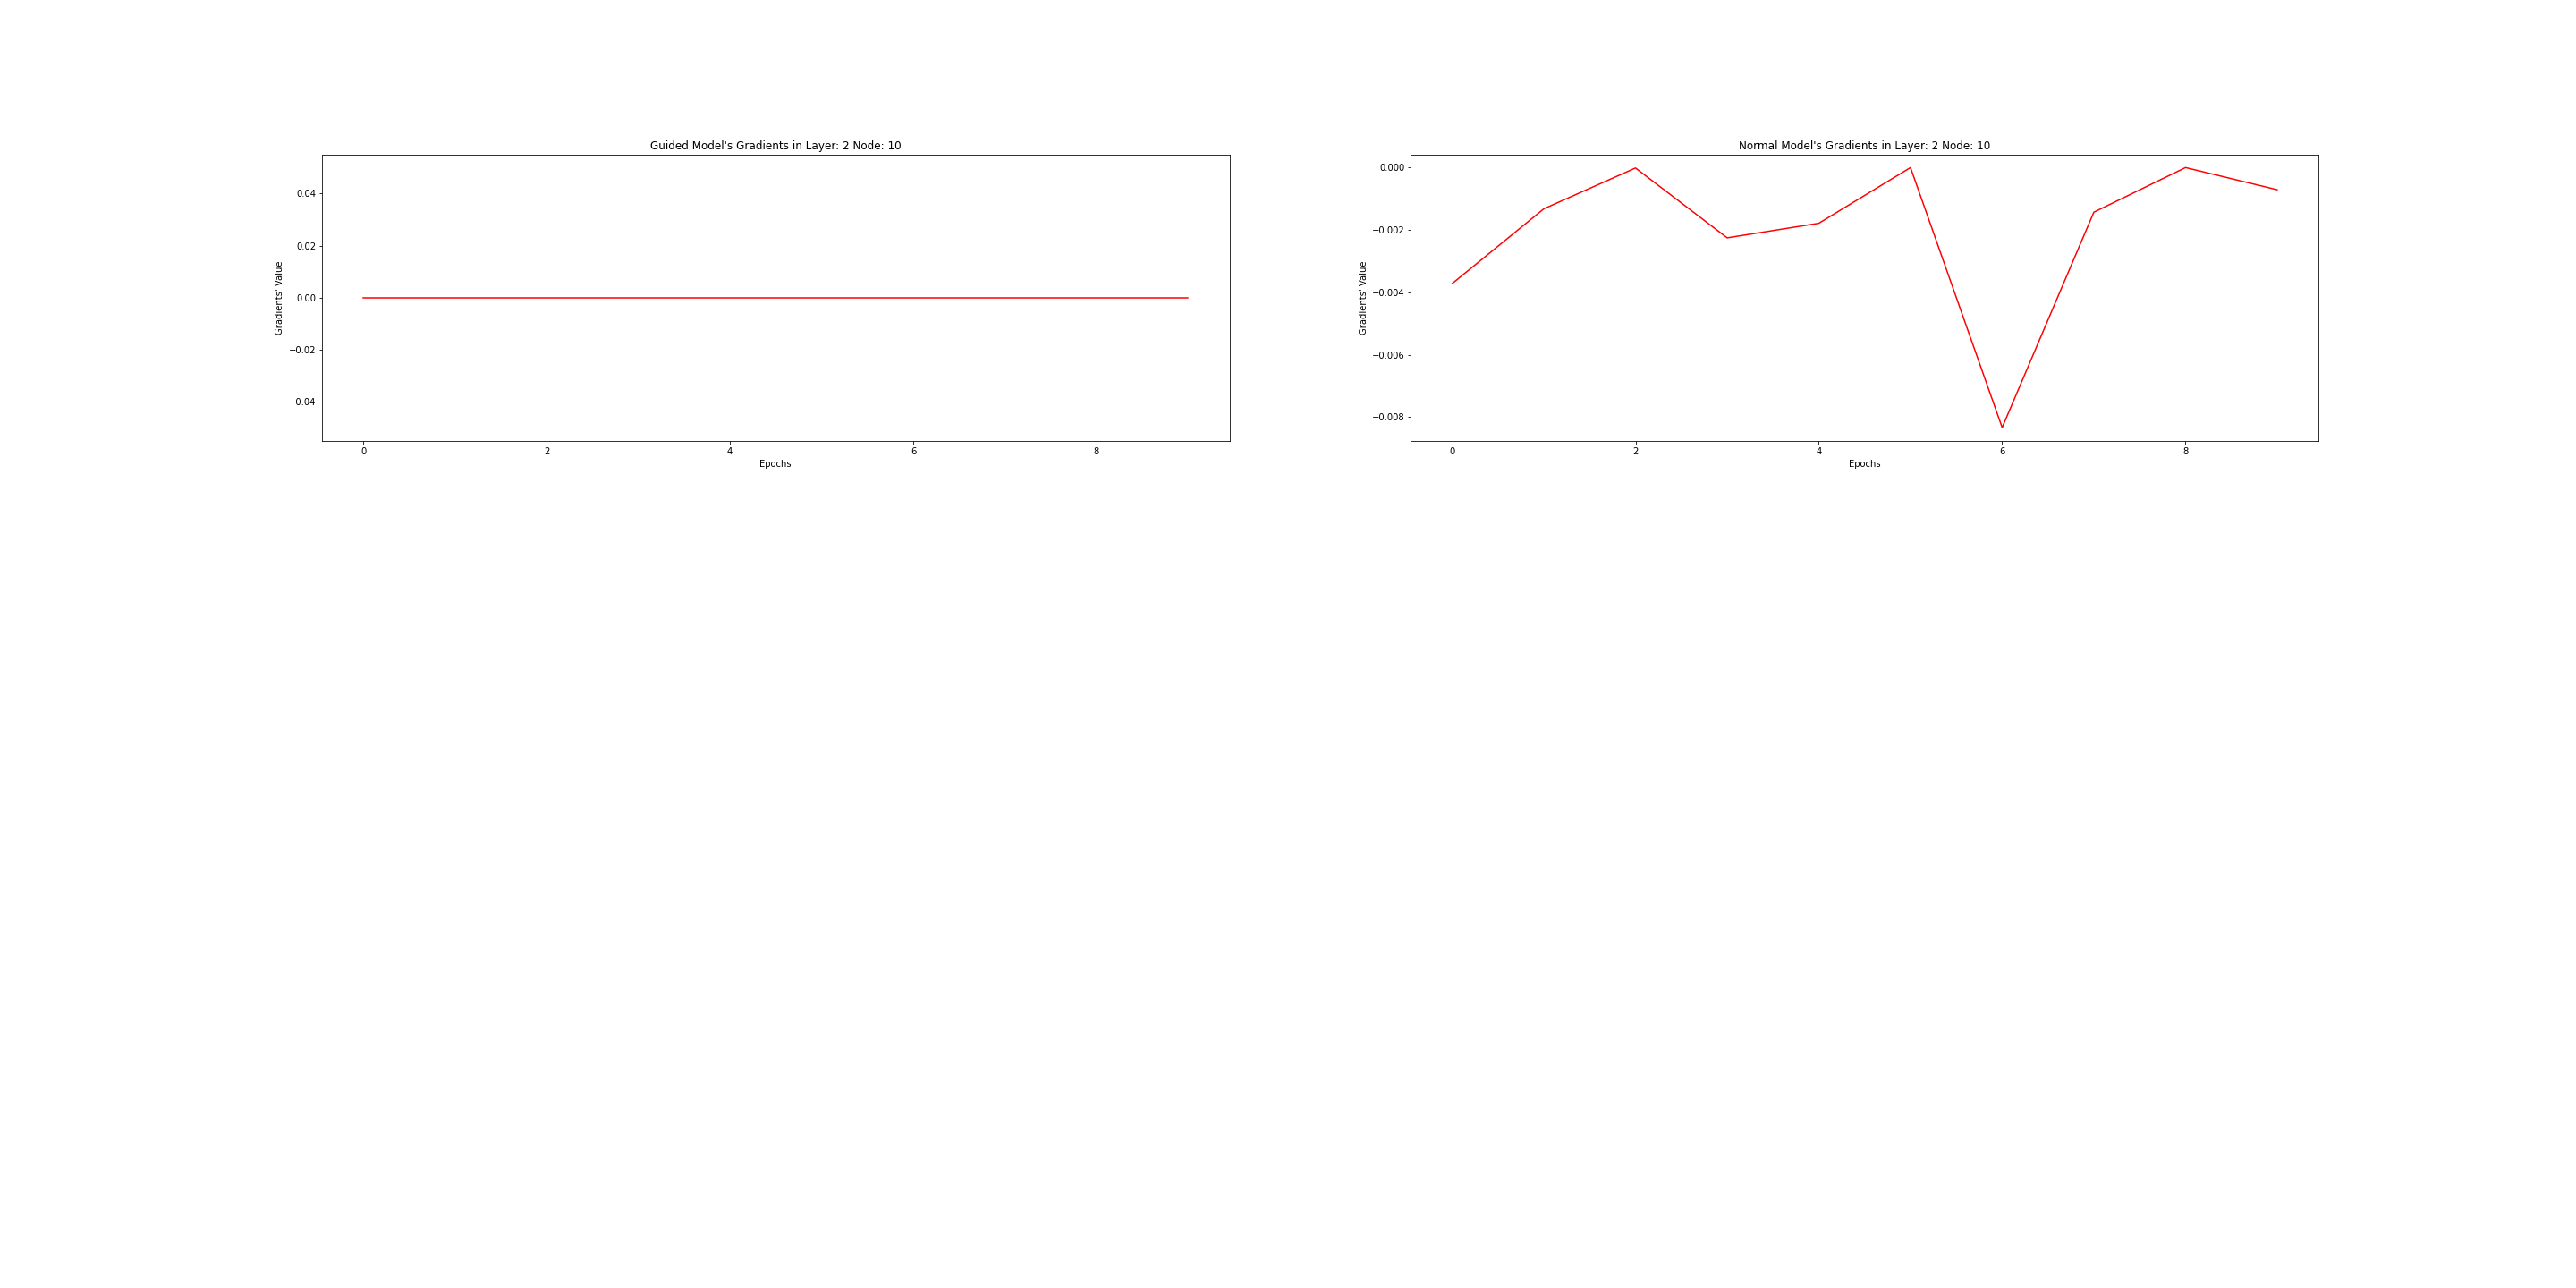 Guided Model's Gradients in Layer: 2 Node: 10
0.04
0.02
0.00
−0.02
−0.04
Gradients' Value
0 2 4 6 8
Epochs
Normal Model's Gradients in Layer: 2 Node: 10
0.000
−0.002
−0.004
−0.006
−0.008
Gradients' Value
0 2 4 6 8
Epochs